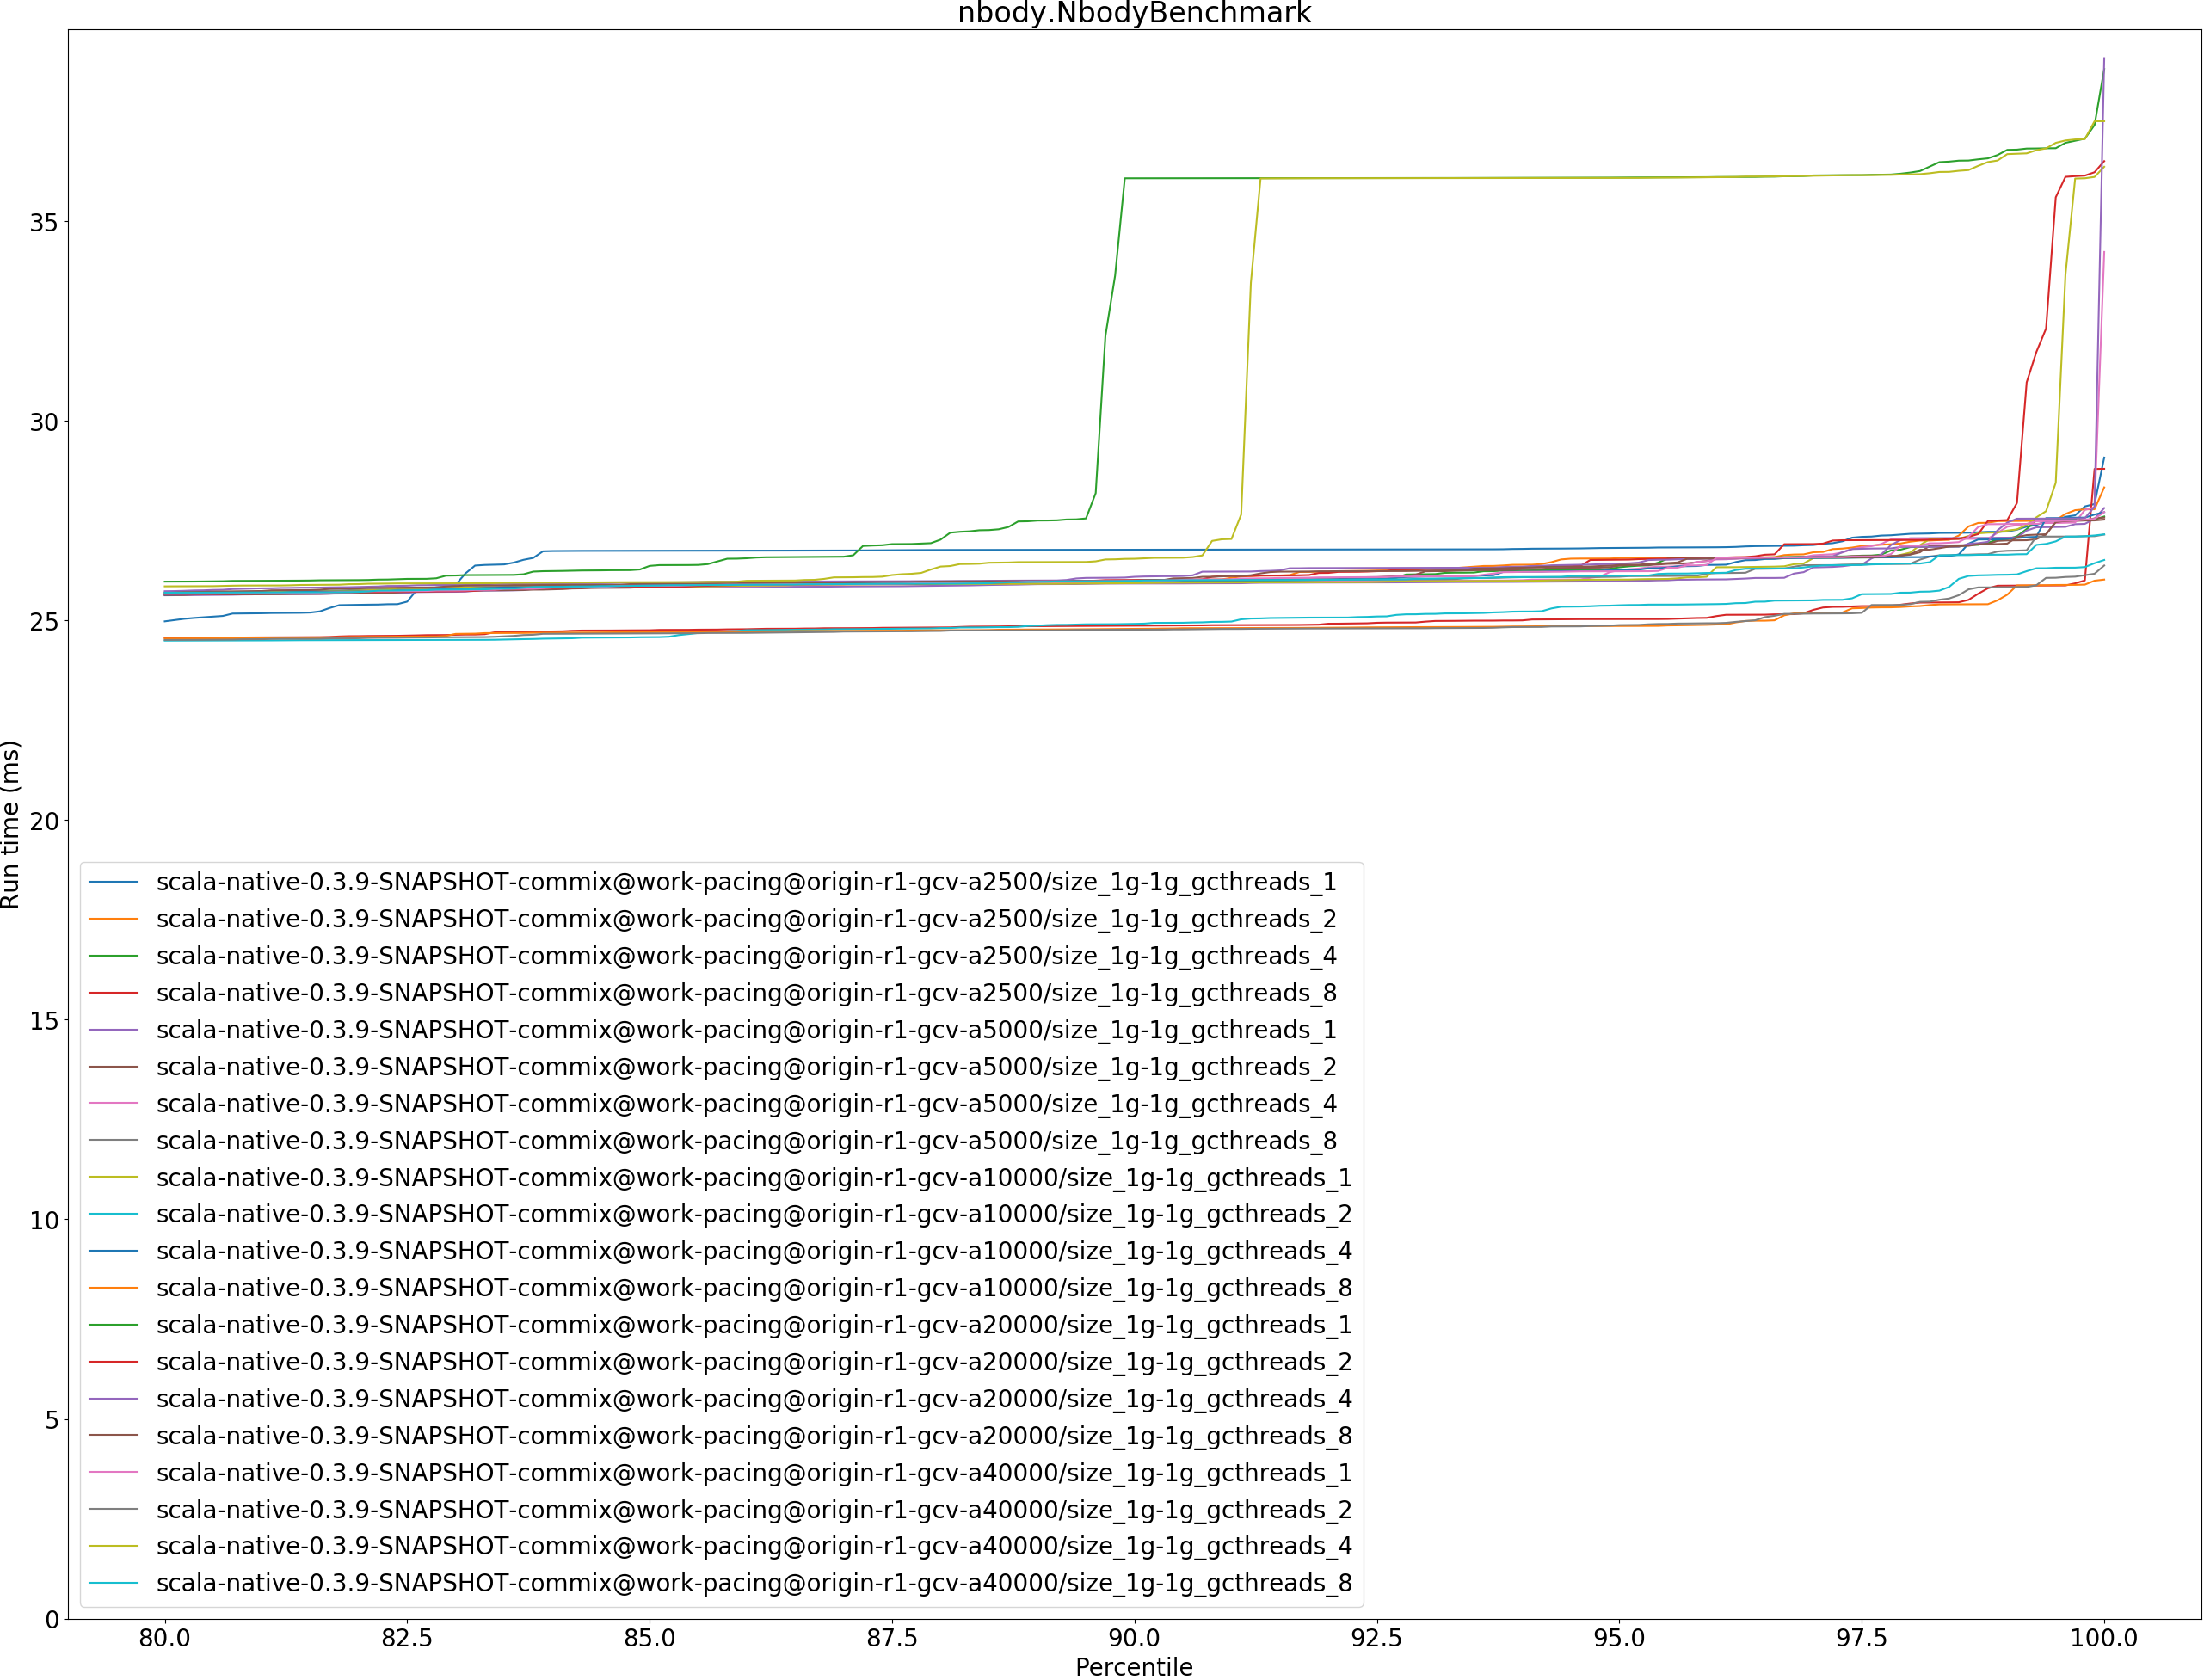 nbody.NbodyBenchmark
Run time (ms)
35
30
25
20
15
10
5
0
scala-native-0.3.9-SNAPSHOT-commix@work-pacing@origin-r1-gcv-a2500/size_1g-1g_gcthreads_1
scala-native-0.3.9-SNAPSHOT-commix@work-pacing@origin-r1-gcv-a2500/size_1g-1g_gcthreads_2
scala-native-0.3.9-SNAPSHOT-commix@work-pacing@origin-r1-gcv-a2500/size_1g-1g_gcthreads_4
scala-native-0.3.9-SNAPSHOT-commix@work-pacing@origin-r1-gcv-a2500/size_1g-1g_gcthreads_8
scala-native-0.3.9-SNAPSHOT-commix@work-pacing@origin-r1-gcv-a5000/size_1g-1g_gcthreads_1
scala-native-0.3.9-SNAPSHOT-commix@work-pacing@origin-r1-gcv-a5000/size_1g-1g_gcthreads_2
scala-native-0.3.9-SNAPSHOT-commix@work-pacing@origin-r1-gcv-a5000/size_1g-1g_gcthreads_4
scala-native-0.3.9-SNAPSHOT-commix@work-pacing@origin-r1-gcv-a5000/size_1g-1g_gcthreads_8
scala-native-0.3.9-SNAPSHOT-commix@work-pacing@origin-r1-gcv-a10000/size_1g-1g_gcthreads_1
scala-native-0.3.9-SNAPSHOT-commix@work-pacing@origin-r1-gcv-a10000/size_1g-1g_gcthreads_2
scala-native-0.3.9-SNAPSHOT-commix@work-pacing@origin-r1-gcv-a10000/size_1g-1g_gcthreads_4
scala-native-0.3.9-SNAPSHOT-commix@work-pacing@origin-r1-gcv-a10000/size_1g-1g_gcthreads_8
scala-native-0.3.9-SNAPSHOT-commix@work-pacing@origin-r1-gcv-a20000/size_1g-1g_gcthreads_1
scala-native-0.3.9-SNAPSHOT-commix@work-pacing@origin-r1-gcv-a20000/size_1g-1g_gcthreads_2
scala-native-0.3.9-SNAPSHOT-commix@work-pacing@origin-r1-gcv-a20000/size_1g-1g_gcthreads_4
scala-native-0.3.9-SNAPSHOT-commix@work-pacing@origin-r1-gcv-a20000/size_1g-1g_gcthreads_8
scala-native-0.3.9-SNAPSHOT-commix@work-pacing@origin-r1-gcv-a40000/size_1g-1g_gcthreads_1
scala-native-0.3.9-SNAPSHOT-commix@work-pacing@origin-r1-gcv-a40000/size_1g-1g_gcthreads_2
scala-native-0.3.9-SNAPSHOT-commix@work-pacing@origin-r1-gcv-a40000/size_1g-1g_gcthreads_4
scala-native-0.3.9-SNAPSHOT-commix@work-pacing@origin-r1-gcv-a40000/size_1g-1g_gcthreads_8
80.0 82.5 85.0 87.5 90.0 92.5 95.0 97.5 100.0
Percentile